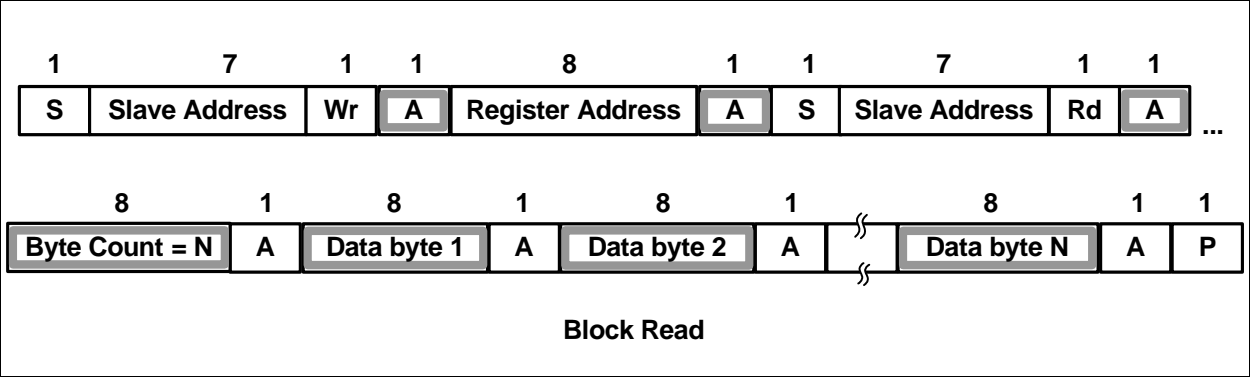 1 7 1 1 8 1 1 7 1 1
S Slave Address Wr A Register Address A S Slave Address Rd A ...
8 1 8 1 8 1 8 1 1
Byte Count = N A Data byte 1 A Data byte 2 A Data byte N A P
Block Read